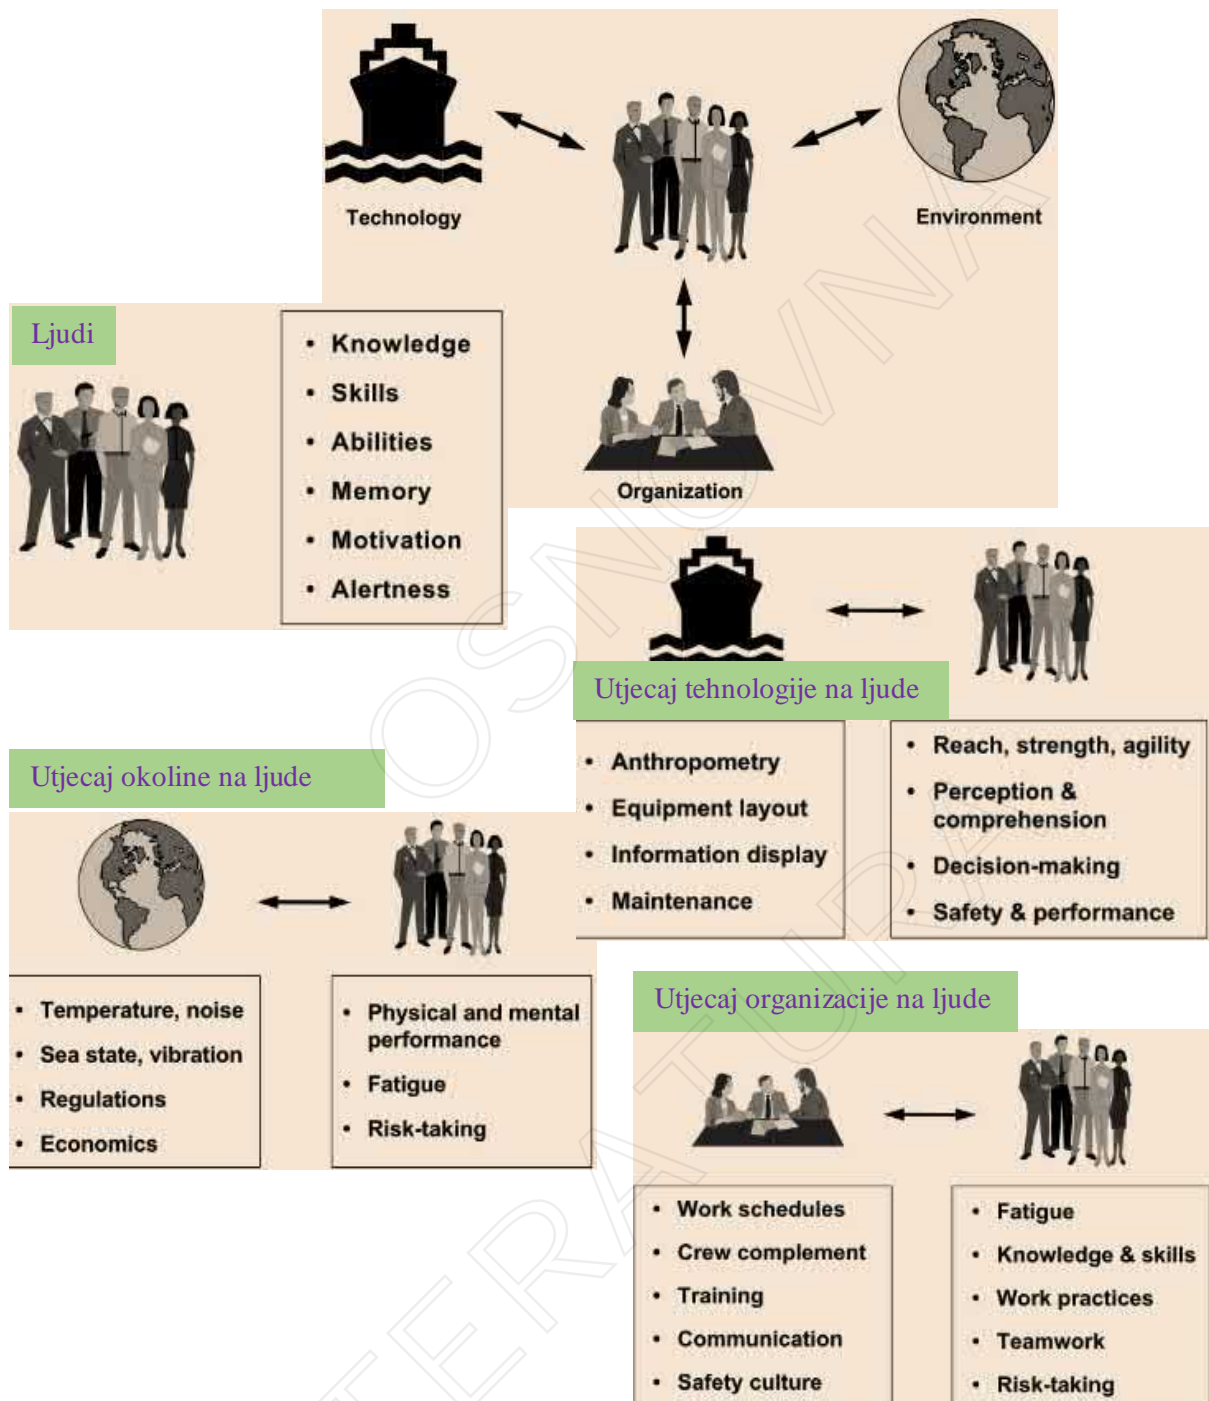 Technology
Environment
Organization
Ljudi
• Knowledge
• Skills
• Abilities
• Memory
• Motivation
• Alertness
Utjecaj tehnologije na ljude
• Anthropometry
• Equipment layout
• Information display
• Maintenance
• Reach, strength, agility
• Perception &
comprehension
• Decision-making
• Safety & performance
Utjecaj okoline na ljude
• Temperature, noise
• Sea state, vibration
• Regulations
• Economics
• Physical and mental
performance
• Fatigue
• Risk-taking
Utjecaj organizacije na ljude
• Work schedules
• Crew complement
• Training
• Communication
• Safety culture
• Fatigue
• Knowledge & skills
• Work practices
• Teamwork
• Risk-taking
OSNOVNA
TERATURA